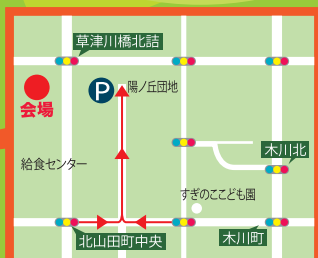 草津川橋北詰
P
陽ノ丘団地
会場
木川北
給食センター
すぎのこども園
北山田町中央
木川町